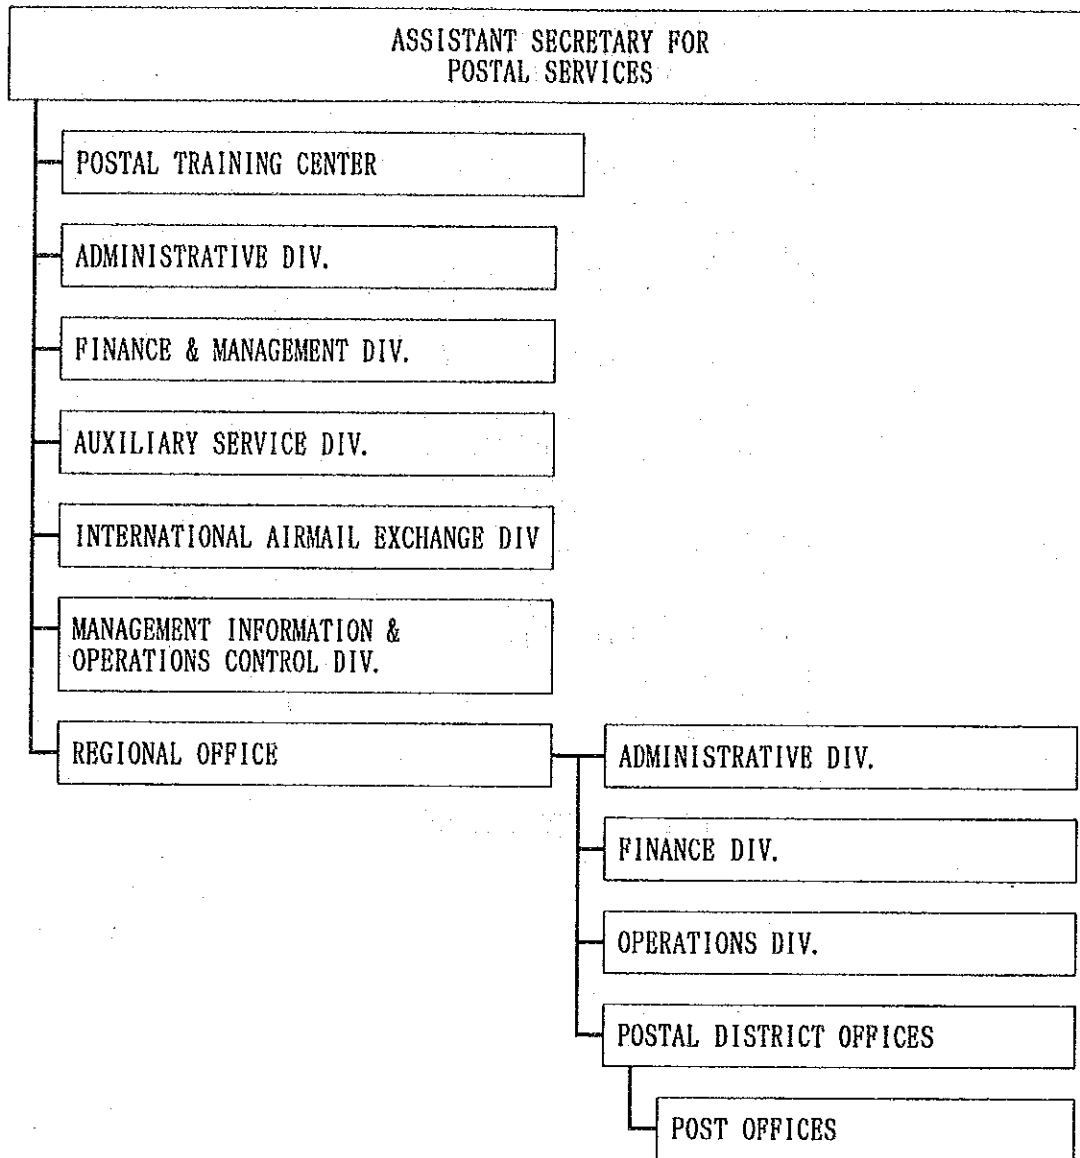 ASSISTANT SECRETARY FOR
POSTAL SERVICES
POSTAL TRAINING CENTER
ADMINISTRATIVE DIV.
FINANCE & MANAGEMENT DIV.
AUXILIARY SERVICE DIV.
INTERNATIONAL AIRMAIL EXCHANGE DIV
MANAGEMENT INFORMATION &
OPERATIONS CONTROL DIV.
REGIONAL OFFICE
ADMINISTRATIVE DIV.
FINANCE DIV.
OPERATIONS DIV.
POSTAL DISTRICT OFFICES
POST OFFICES